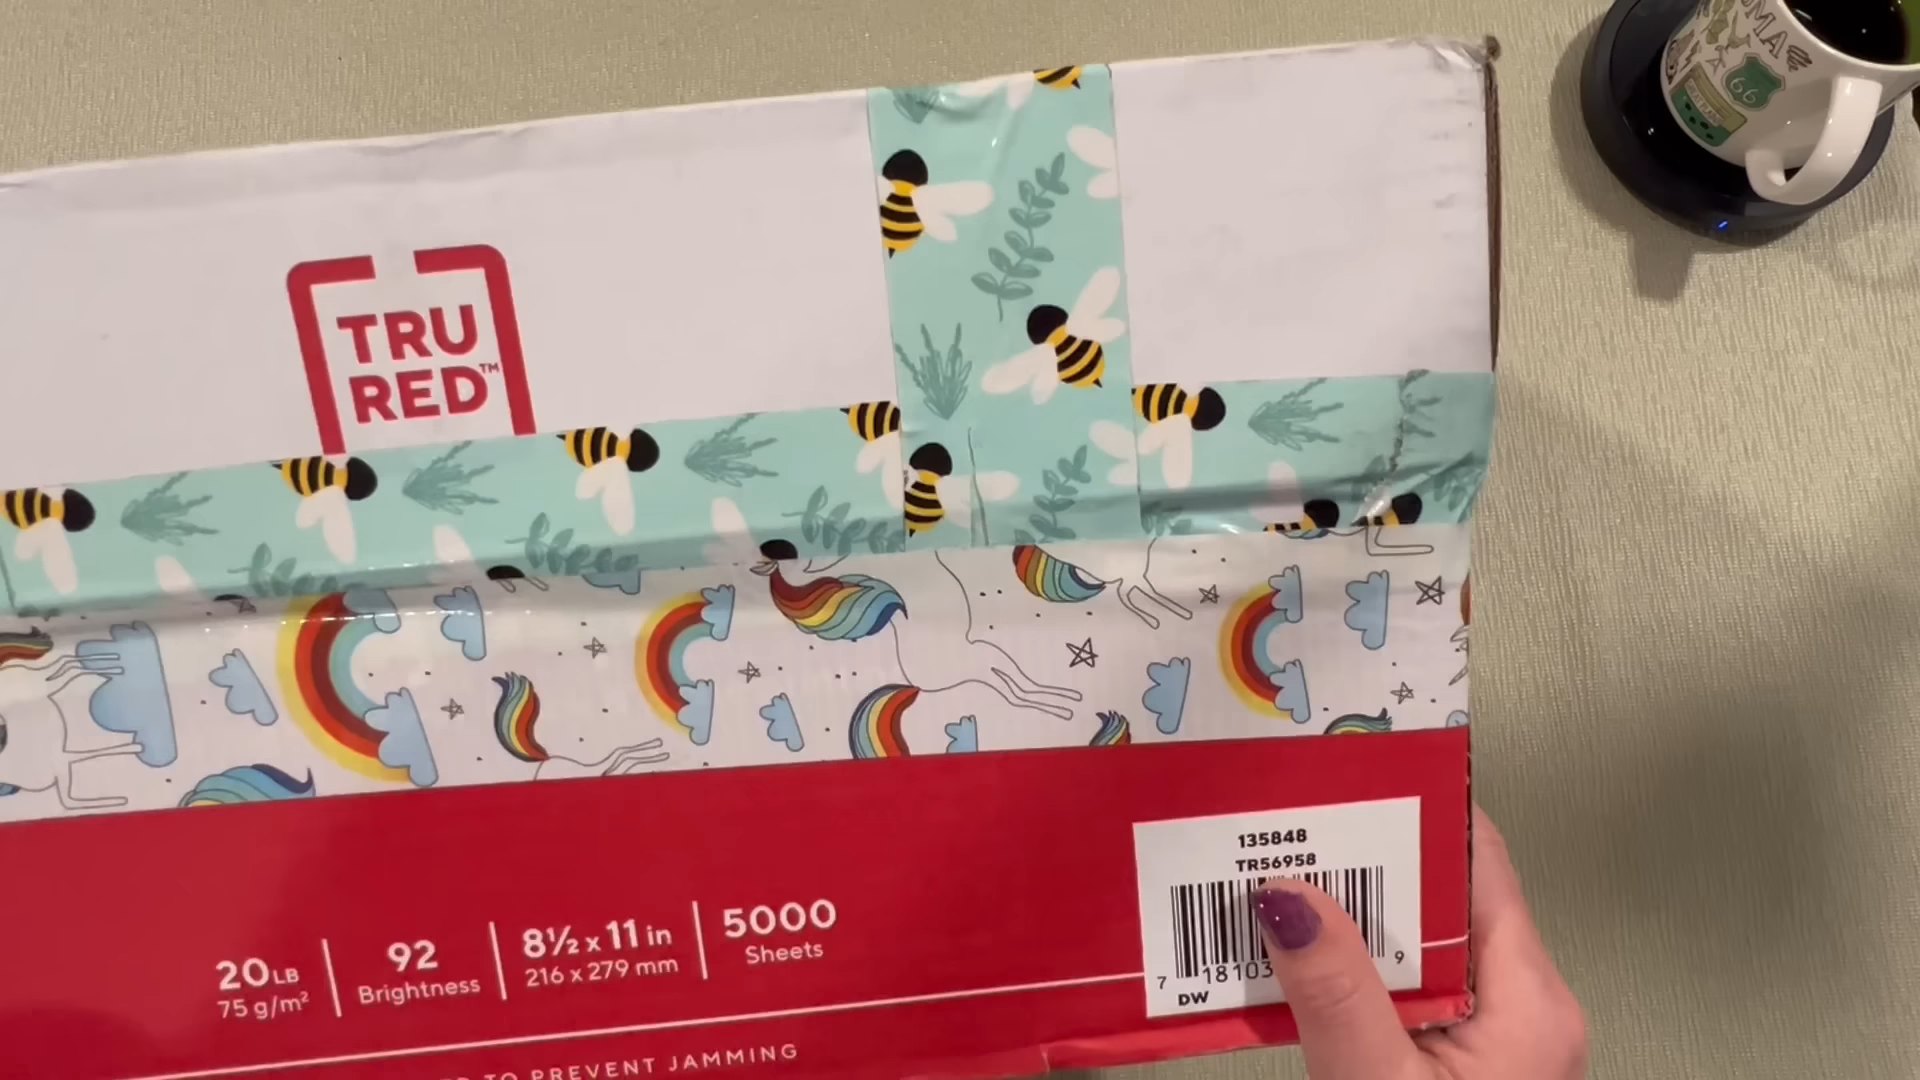 TRU
RED™
20LB
75 g/m²
92
Brightness
8½ x 11 in
216 x 279 mm
5000
Sheets
135848
TR56958
7 18103 9
DW
TO PREVENT JAMMING
66